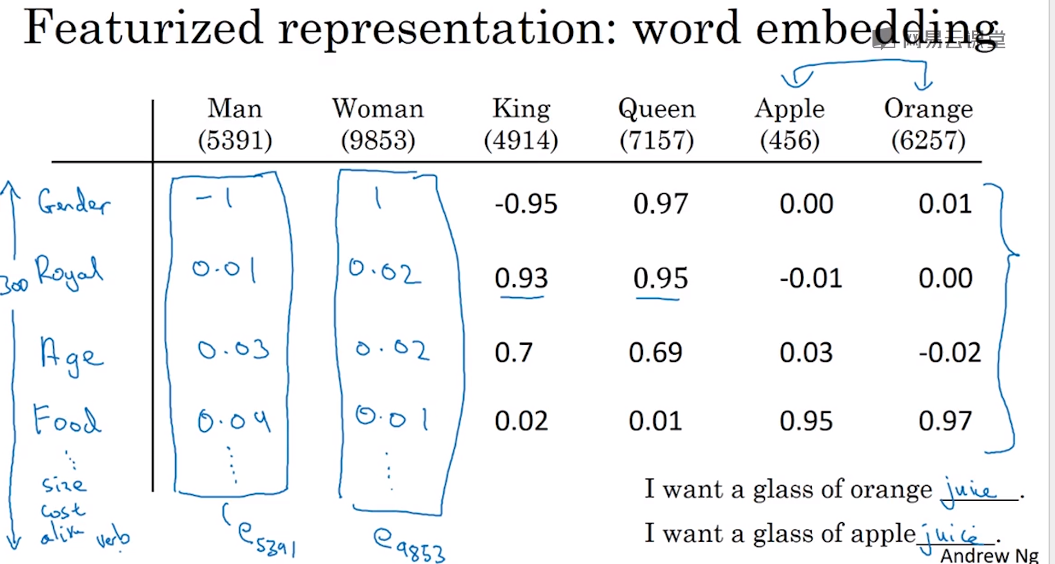 Featurized representation: word embedding
网易云课堂
Man Woman King Queen Apple Orange
(5391) (9853) (4914) (7157) (456) (6257)
Gender -1 1 -0.95 0.97 0.00 0.01
300 Royal 0.01 0.02 0.93 0.95 -0.01 0.00
Age 0.03 0.02 0.7 0.69 0.03 -0.02
Food 0.04 0.01 0.02 0.01 0.95 0.97
size
cost
alive verb
e5391 e9853
I want a glass of orange juice.
I want a glass of apple juice.
Andrew Ng